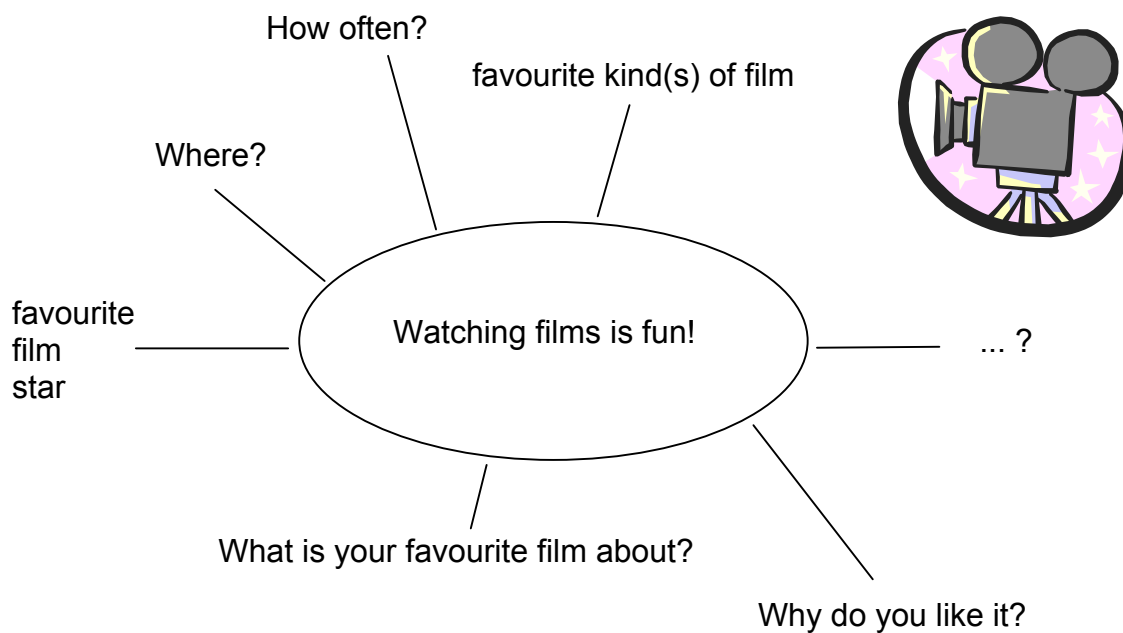 How often?
favourite kind(s) of film
Where?
favourite
film
star
Watching films is fun!
... ?
What is your favourite film about?
Why do you like it?